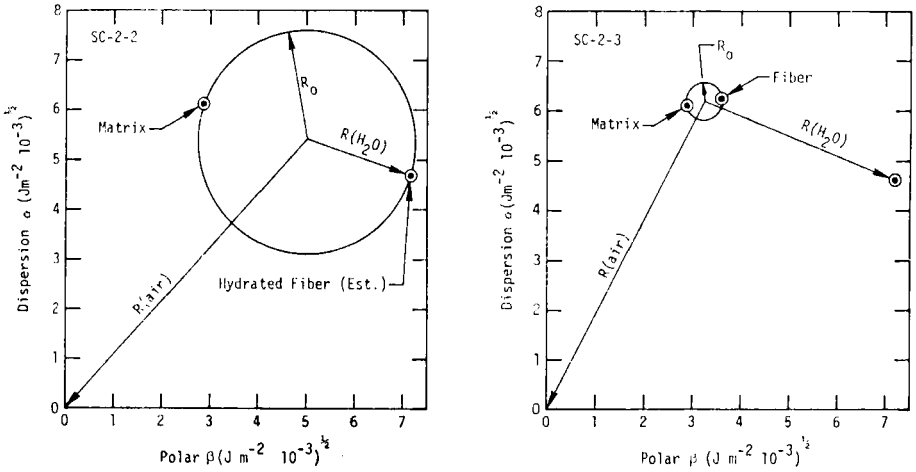 SC-2-2
Matrix
R₀
R(H₂O)
R(air)
Hydrated Fiber (Est.)
Dispersion α (Jm⁻² 10⁻³)^½
8
7
6
5
4
3
2
1
0
0 1 2 3 4 5 6 7
Polar β(J m⁻² 10⁻³)^½
SC-2-3
R₀
Fiber
Matrix
R(H₂O)
R(air)
Dispersion α (Jm⁻² 10⁻³)^½
8
7
6
5
4
3
2
1
0
0 1 2 3 4 5 6 7
Polar β (J m⁻² 10⁻³)^½